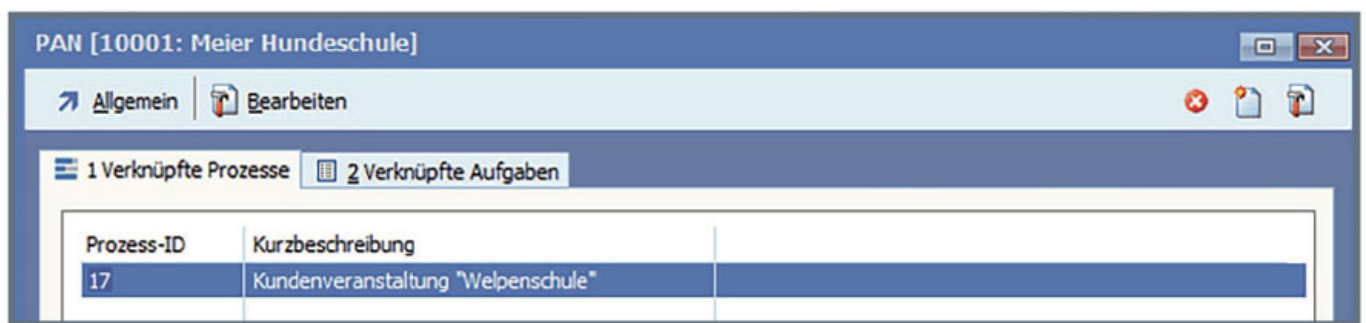 PAN [10001: Meier Hundeschule]
Allgemein Bearbeiten
1 Verknüpfte Prozesse 2 Verknüpfte Aufgaben
Prozess-ID Kurzbeschreibung
17 Kundenveranstaltung "Welpenschule"